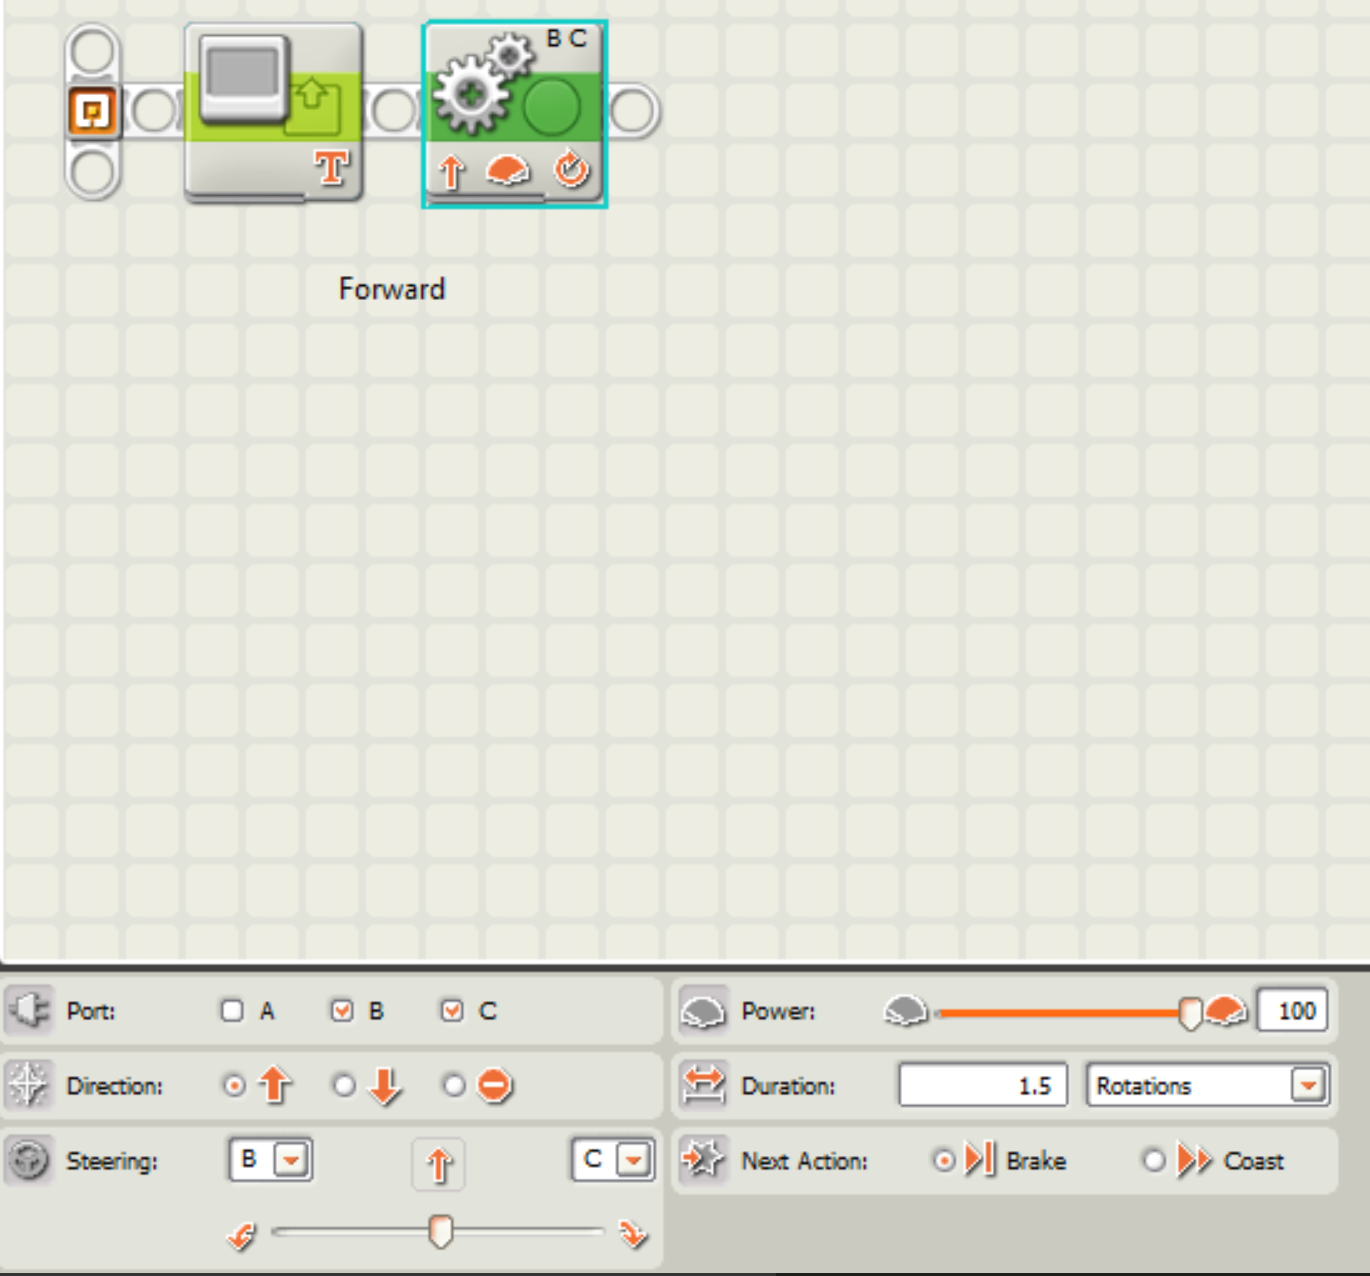 B C
T
Forward
Port: A B C
Power: 100
Direction:
Duration: 1.5 Rotations
Steering: B C
Next Action: Brake Coast